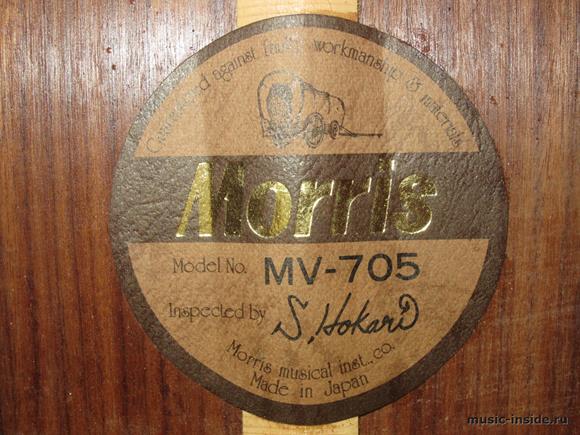 Guaranteed against faulty workmanship & materials
Morris
Model No. MV-705
Inspected by S. Hokari
Morris musical inst., co.
Made in Japan
music-inside.ru